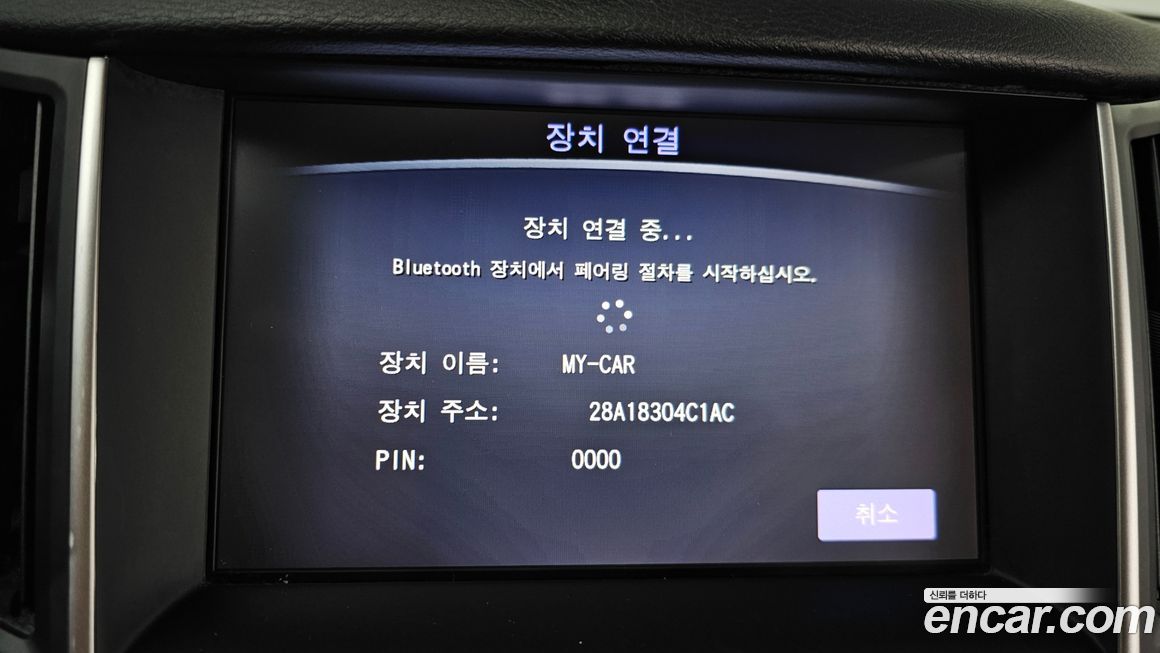 장치 연결
장치 연결 중...
Bluetooth 장치에서 페어링 절차를 시작하십시오.
장치 이름: MY-CAR
장치 주소: 28A18304C1AC
PIN: 0000
취소
신뢰를 더하다
encar.com